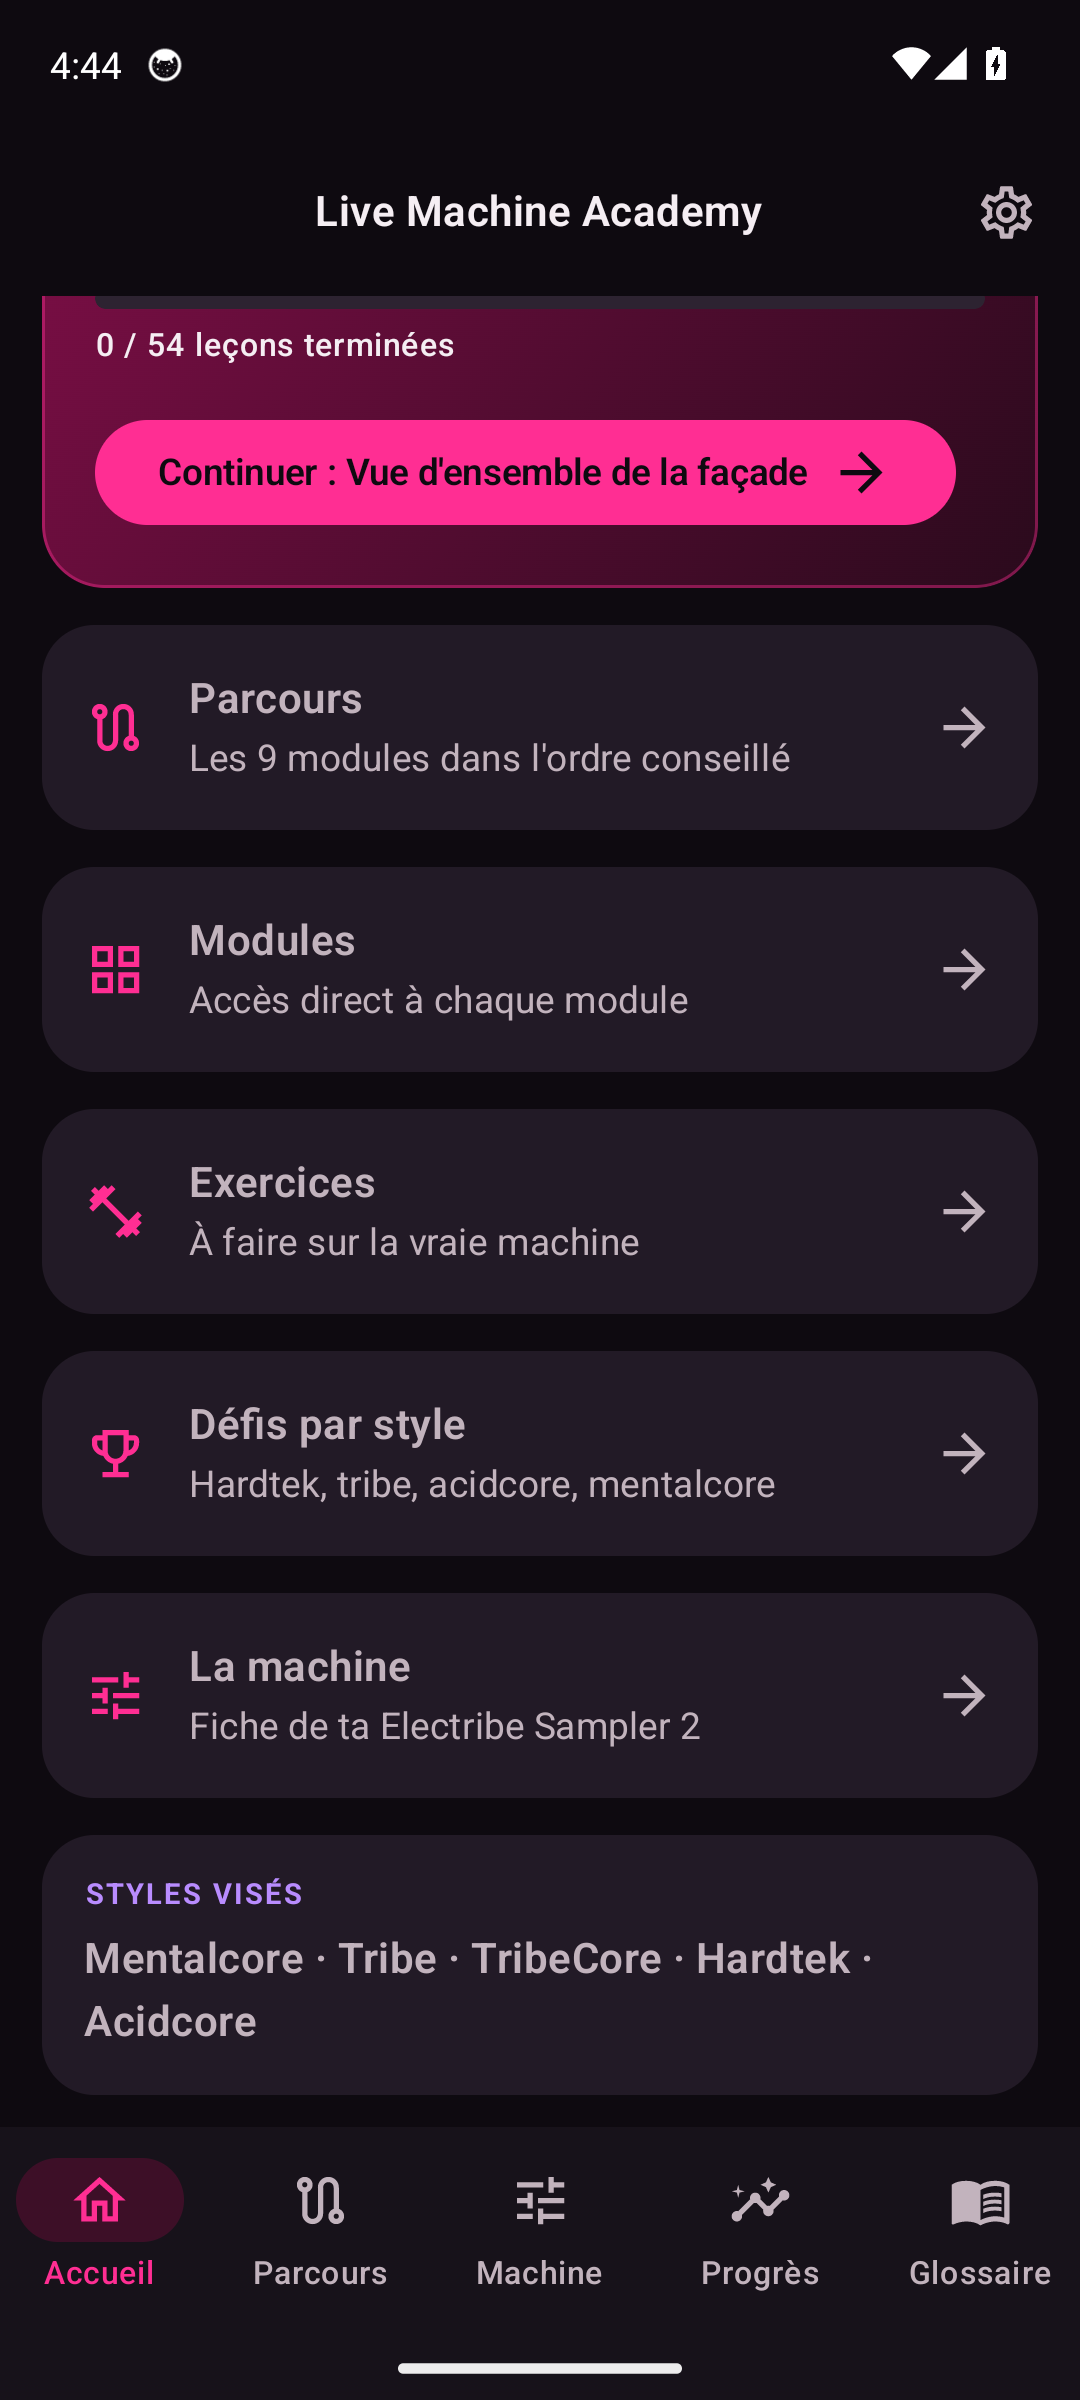 4:44
Live Machine Academy
0 / 54 leçons terminées
Continuer : Vue d'ensemble de la façade
Parcours
Les 9 modules dans l'ordre conseillé
Modules
Accès direct à chaque module
Exercices
À faire sur la vraie machine
Défis par style
Hardtek, tribe, acidcore, mentalcore
La machine
Fiche de ta Electribe Sampler 2
STYLES VISÉS
Mentalcore · Tribe · TribeCore · Hardtek ·
Acidcore
Accueil
Parcours
Machine
Progrès
Glossaire